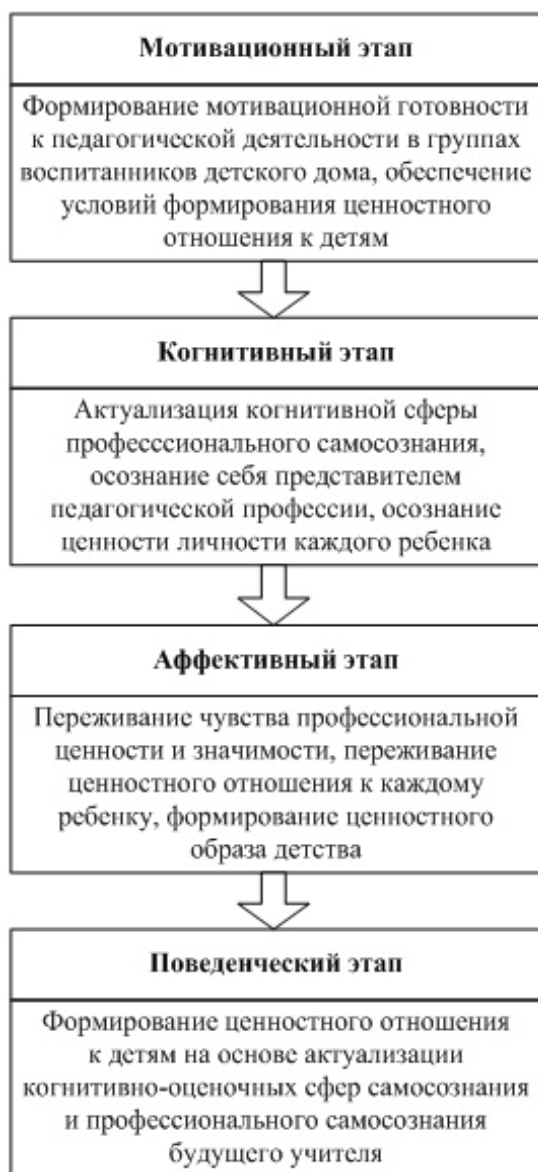 Мотивационный этап
Формирование мотивационной готовности
к педагогической деятельности в группах
воспитанников детского дома, обеспечение
условий формирования ценностного
отношения к детям
Когнитивный этап
Актуализация когнитивной сферы
професссионального самосознания,
осознание себя представителем
педагогической профессии, осознание
ценности личности каждого ребенка
Аффективный этап
Переживание чувства профессиональной
ценности и значимости, переживание
ценностного отношения к каждому
ребенку, формирование ценностного
образа детства
Поведенческий этап
Формирование ценностного отношения
к детям на основе актуализации
когнитивно-оценочных сфер самосознания
и профессионального самосознания
будущего учителя